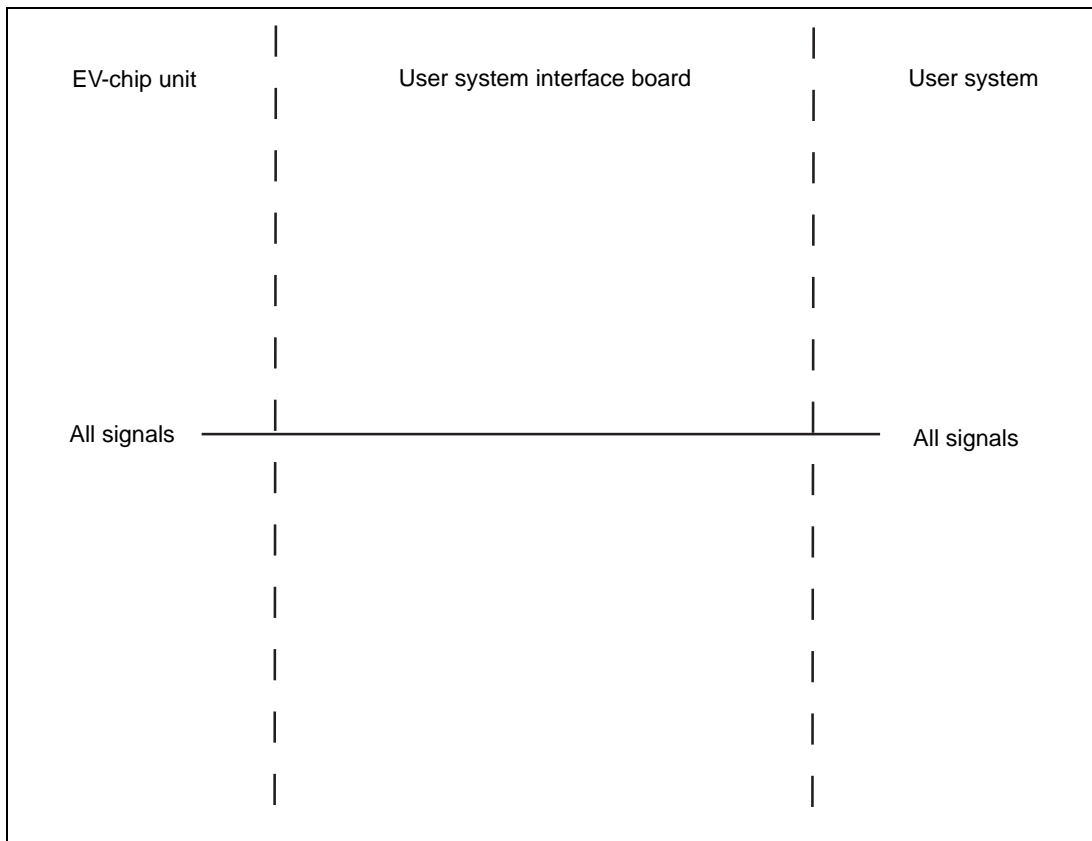 EV-chip unit
User system interface board
User system
All signals
All signals